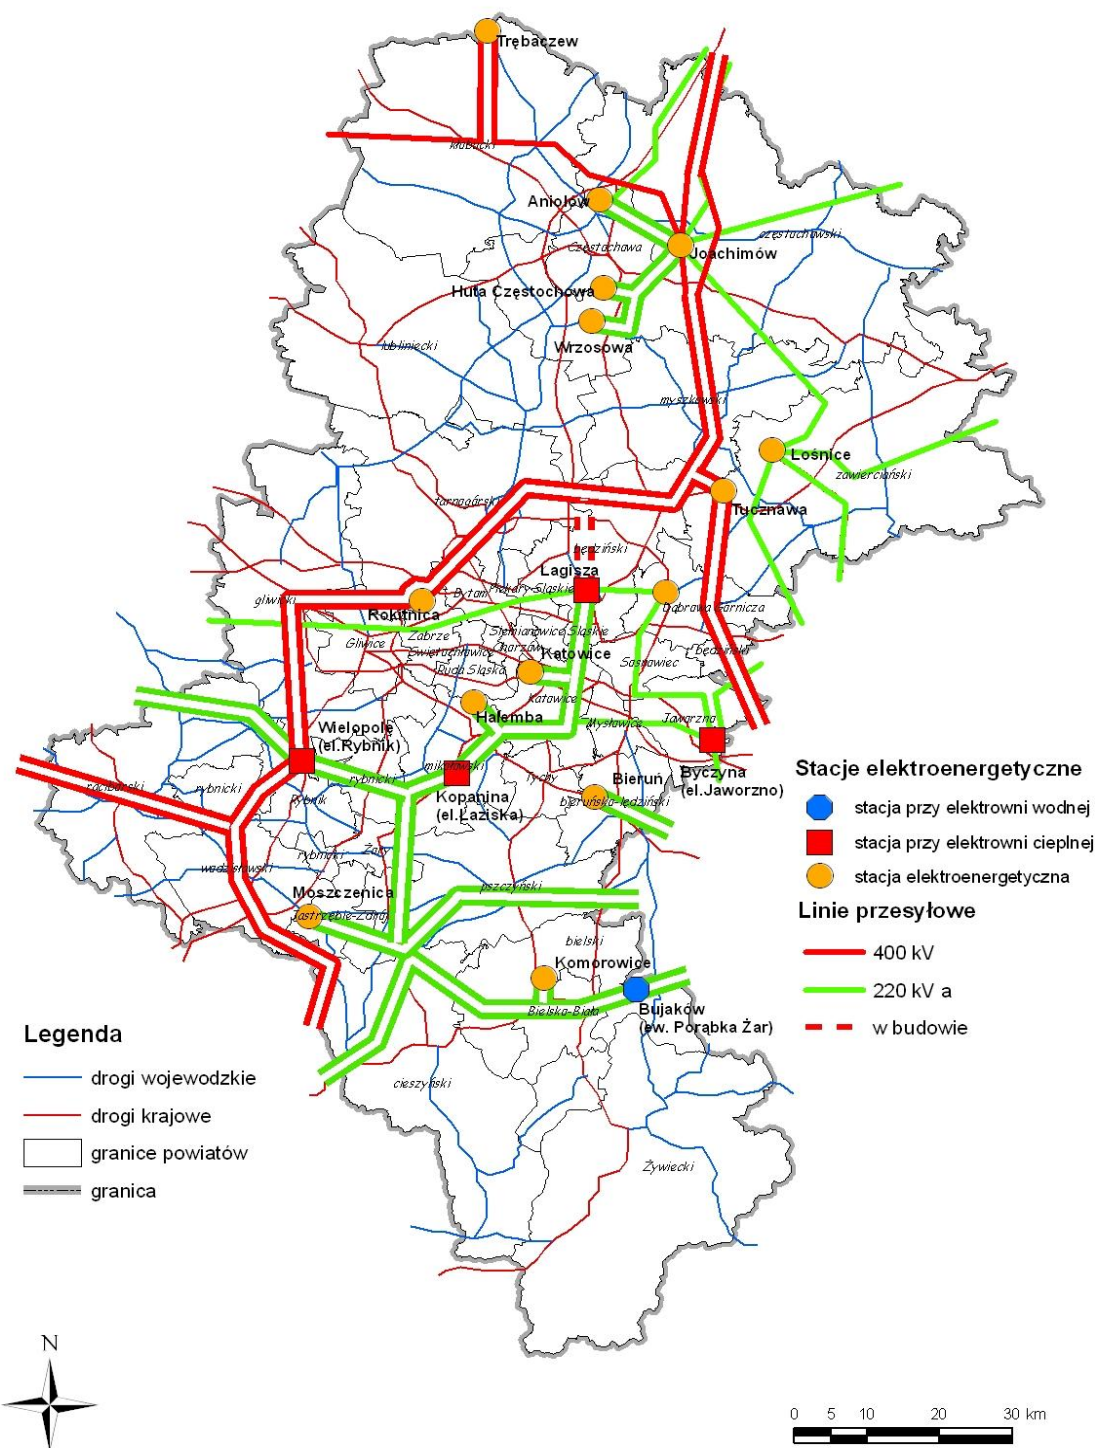 Trębaczew
kłobucki
Aniołów
Częstochowa
częstochowski
Joachimów
Huta Częstochowa
Wrzosowa
lubliniecki
myszkowski
Łośnice
zawierciański
tarnogórski
Tucznawa
będziński
Łagisza
gliwicki
Bytom
Piekary Śląskie
Dąbrowa Górnicza
Rokitnica
Siemianowice Śląskie
Zabrze
Gliwice
Świętochłowice
Chorzów
Katowice
będziński
Sosnowiec
Ruda Śląska
katowice
Halemba
Mysłowice
Jaworzno
Wielopole
(el.Rybnik)
mikołowski
raciborski
rybnicki
rybnicki
Tychy
Bieruń
Byczyna
(el.Jaworzno)
Rybnik
Kopanina
(el.Łaziska)
bieruńsko-lędziński
rybnicki
Żory
wodzisławski
Moszczenica
pszczyński
Jastrzębie-Zdrój
bielski
Komorowice
Bielsko-Biała
Bujaków
(ew. Porąbka Żar)
cieszyński
Żywiecki
Stacje elektroenergetyczne
stacja przy elektrowni wodnej
stacja przy elektrowni cieplnej
stacja elektroenergetyczna
Linie przesyłowe
400 kV
220 kV a
w budowie
Legenda
drogi wojewodzkie
drogi krajowe
granice powiatów
granica
N
0 5 10 20 30 km